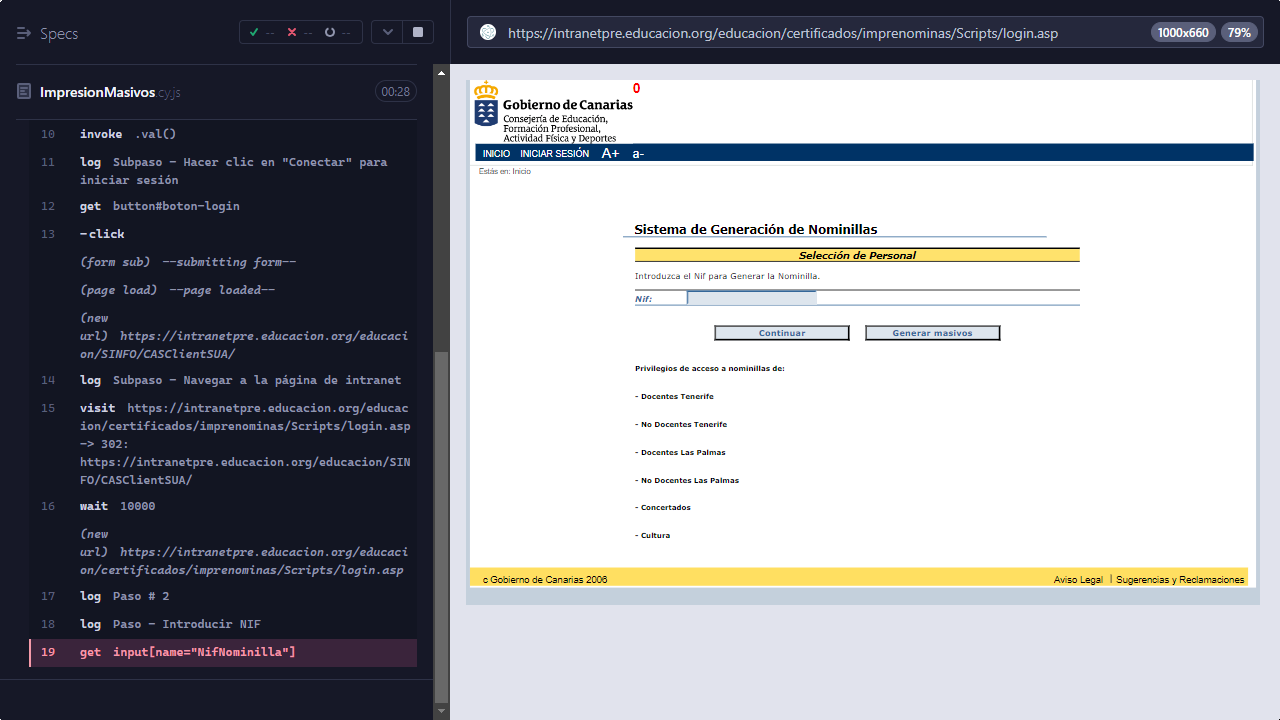 Specs
--
--
--
ImpresionMasivos.cy.js
00:28
10 invoke .val()
11 log Subpaso - Hacer clic en "Conectar" para
iniciar sesión
12 get button#boton-login
13 -click
(form sub) --submitting form--
(page load) --page loaded--
(new
url) https://intranetpre.educacion.org/educaci
on/SINFO/CASClientSUA/
14 log Subpaso - Navegar a la página de intranet
15 visit https://intranetpre.educacion.org/educac
ion/certificados/imprenominas/Scripts/login.asp
-> 302:
https://intranetpre.educacion.org/educacion/SIN
FO/CASClientSUA/
16 wait 10000
(new
url) https://intranetpre.educacion.org/educaci
on/certificados/imprenominas/Scripts/login.asp
17 log Paso # 2
18 log Paso - Introducir NIF
19 get input[name="NifNominilla"]
https://intranetpre.educacion.org/educacion/certificados/imprenominas/Scripts/login.asp
1000x660
79%
0
Gobierno de Canarias
Consejería de Educación,
Formación Profesional,
Actividad Física y Deportes
INICIO INICIAR SESIÓN A+ a-
Estás en: Inicio
Sistema de Generación de Nominillas
Selección de Personal
Introduzca el Nif para Generar la Nominilla.
Nif:
Continuar
Generar masivos
Privilegios de acceso a nominillas de:
- Docentes Tenerife
- No Docentes Tenerife
- Docentes Las Palmas
- No Docentes Las Palmas
- Concertados
- Cultura
c Gobierno de Canarias 2006
Aviso Legal | Sugerencias y Reclamaciones